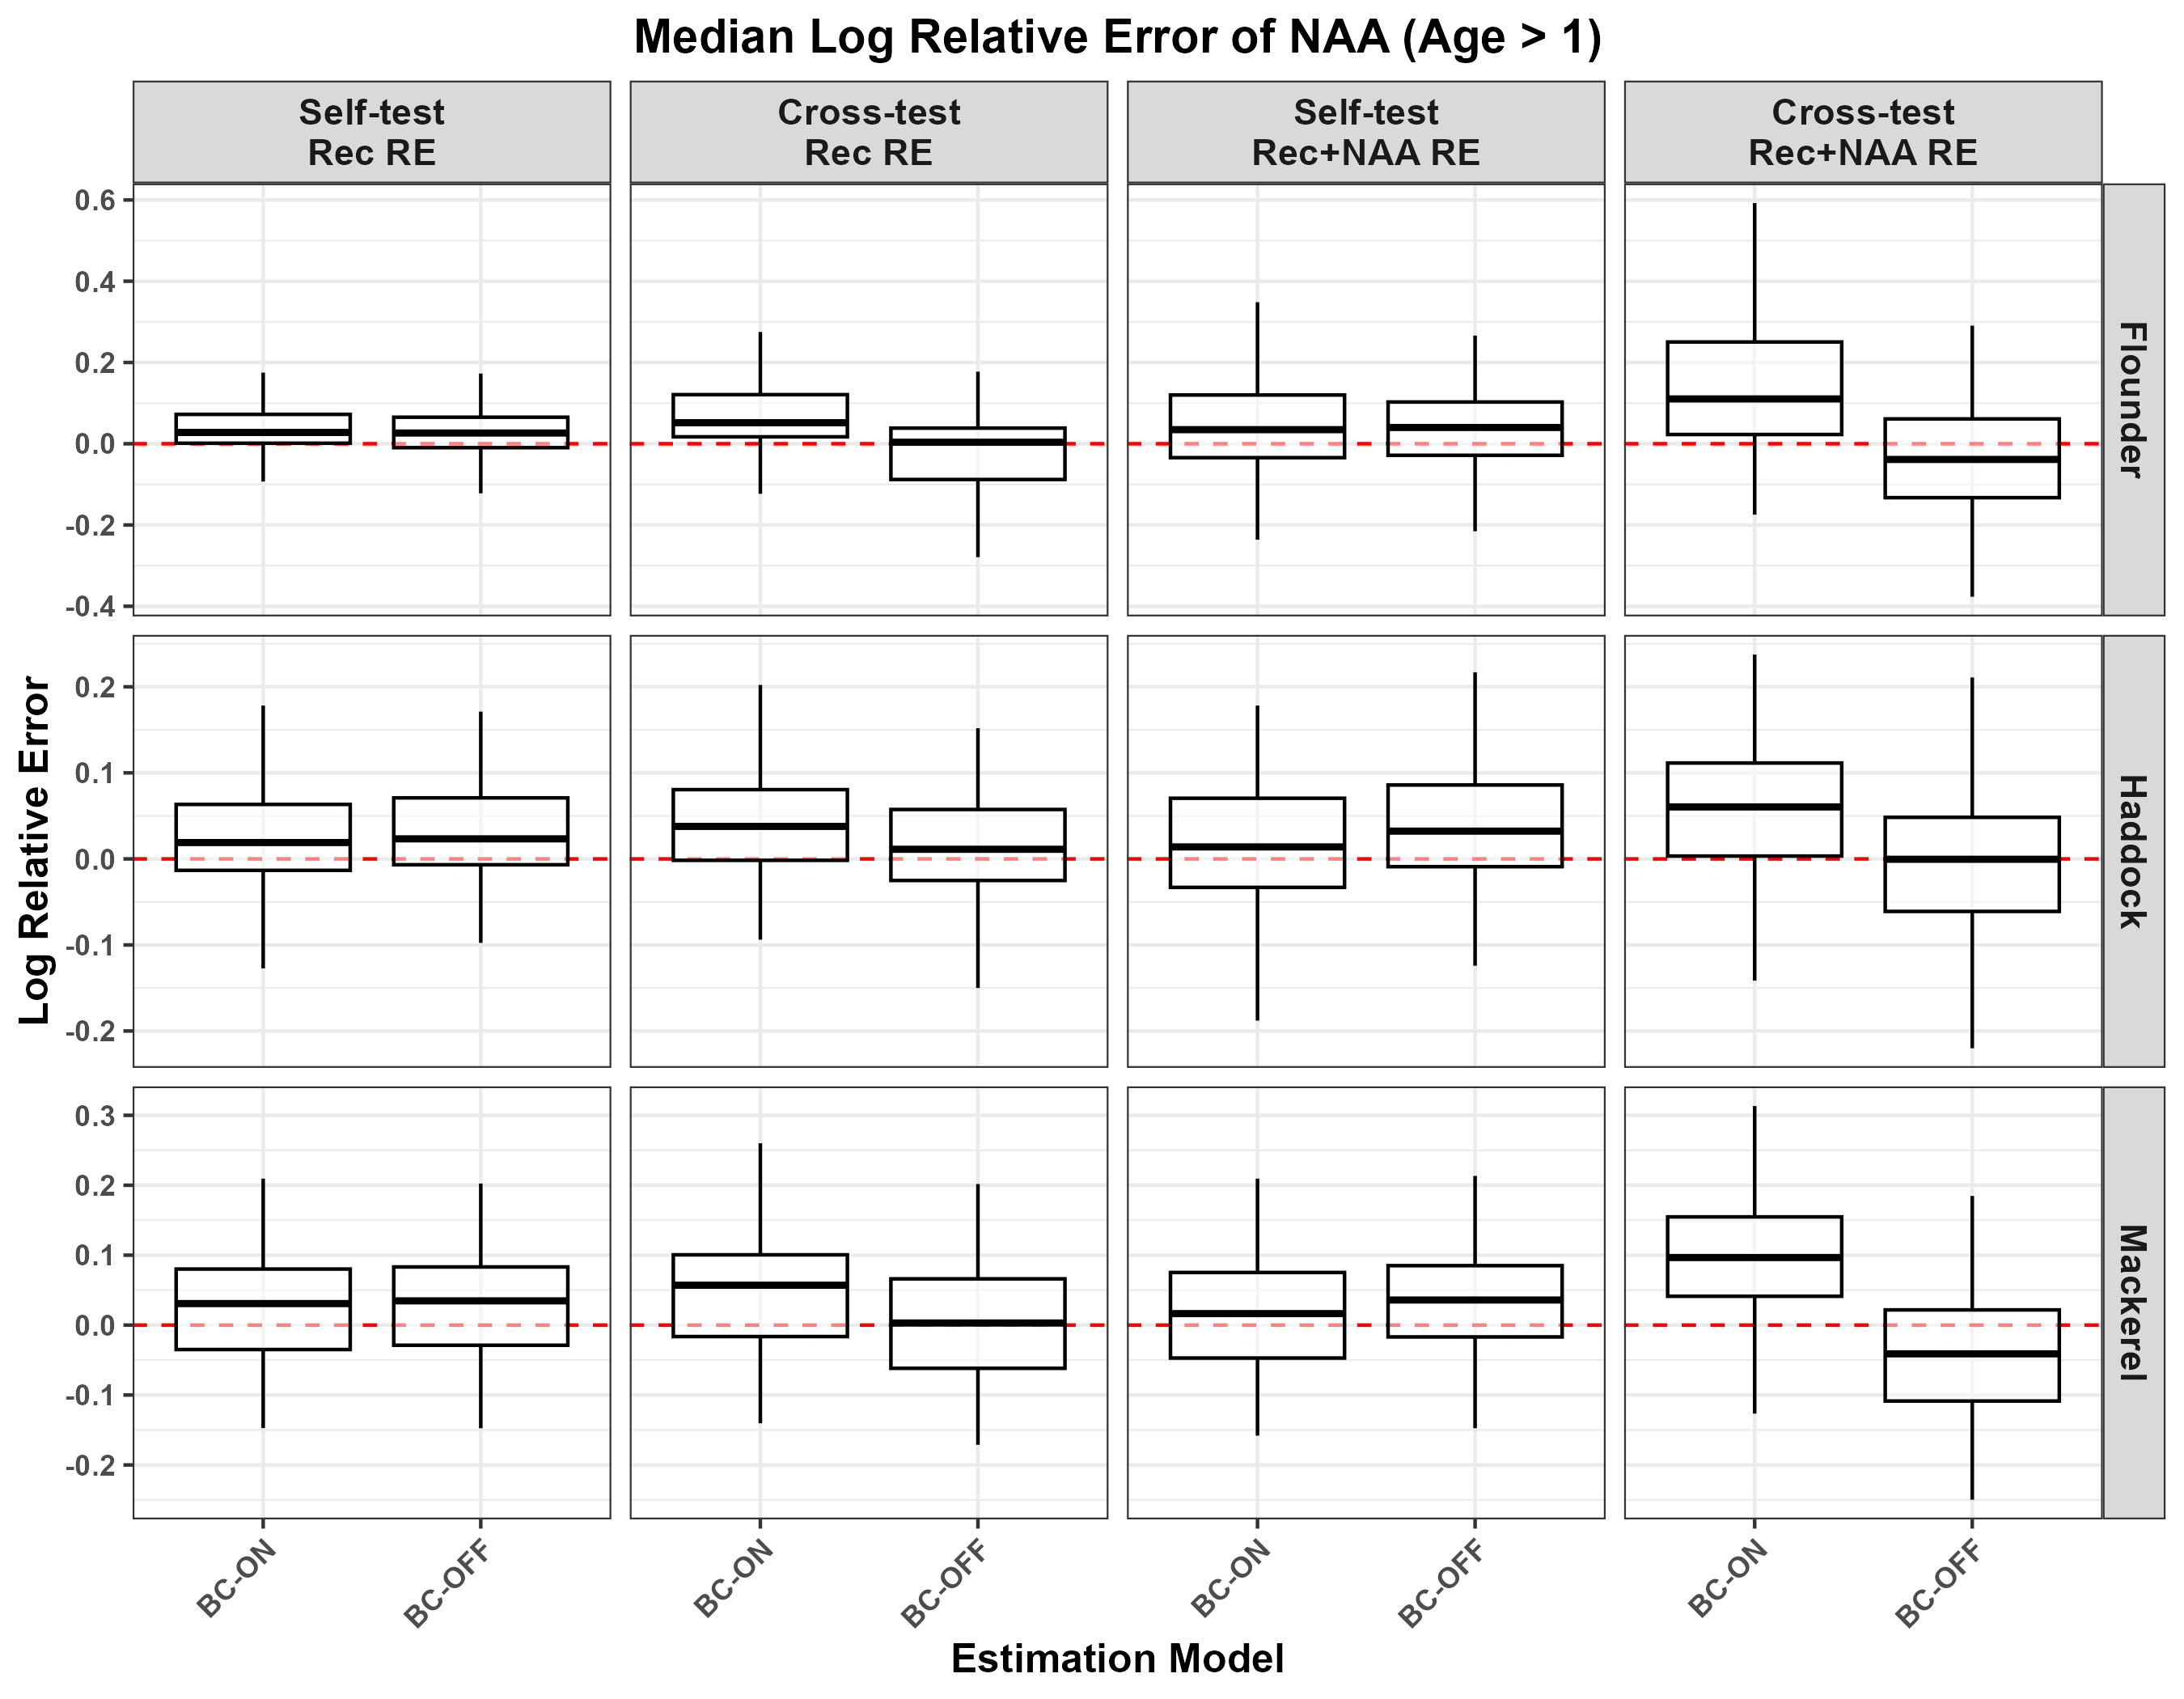 Median Log Relative Error of NAA (Age > 1)
Self-test
Rec RE
Cross-test
Rec RE
Self-test
Rec+NAA RE
Cross-test
Rec+NAA RE
Log Relative Error
0.6
0.4
0.2
0.0
-0.2
-0.4
Flounder
0.2
0.1
0.0
-0.1
-0.2
Haddock
0.3
0.2
0.1
0.0
-0.1
-0.2
Mackerel
BC-ON
BC-OFF
BC-ON
BC-OFF
BC-ON
BC-OFF
BC-ON
BC-OFF
Estimation Model